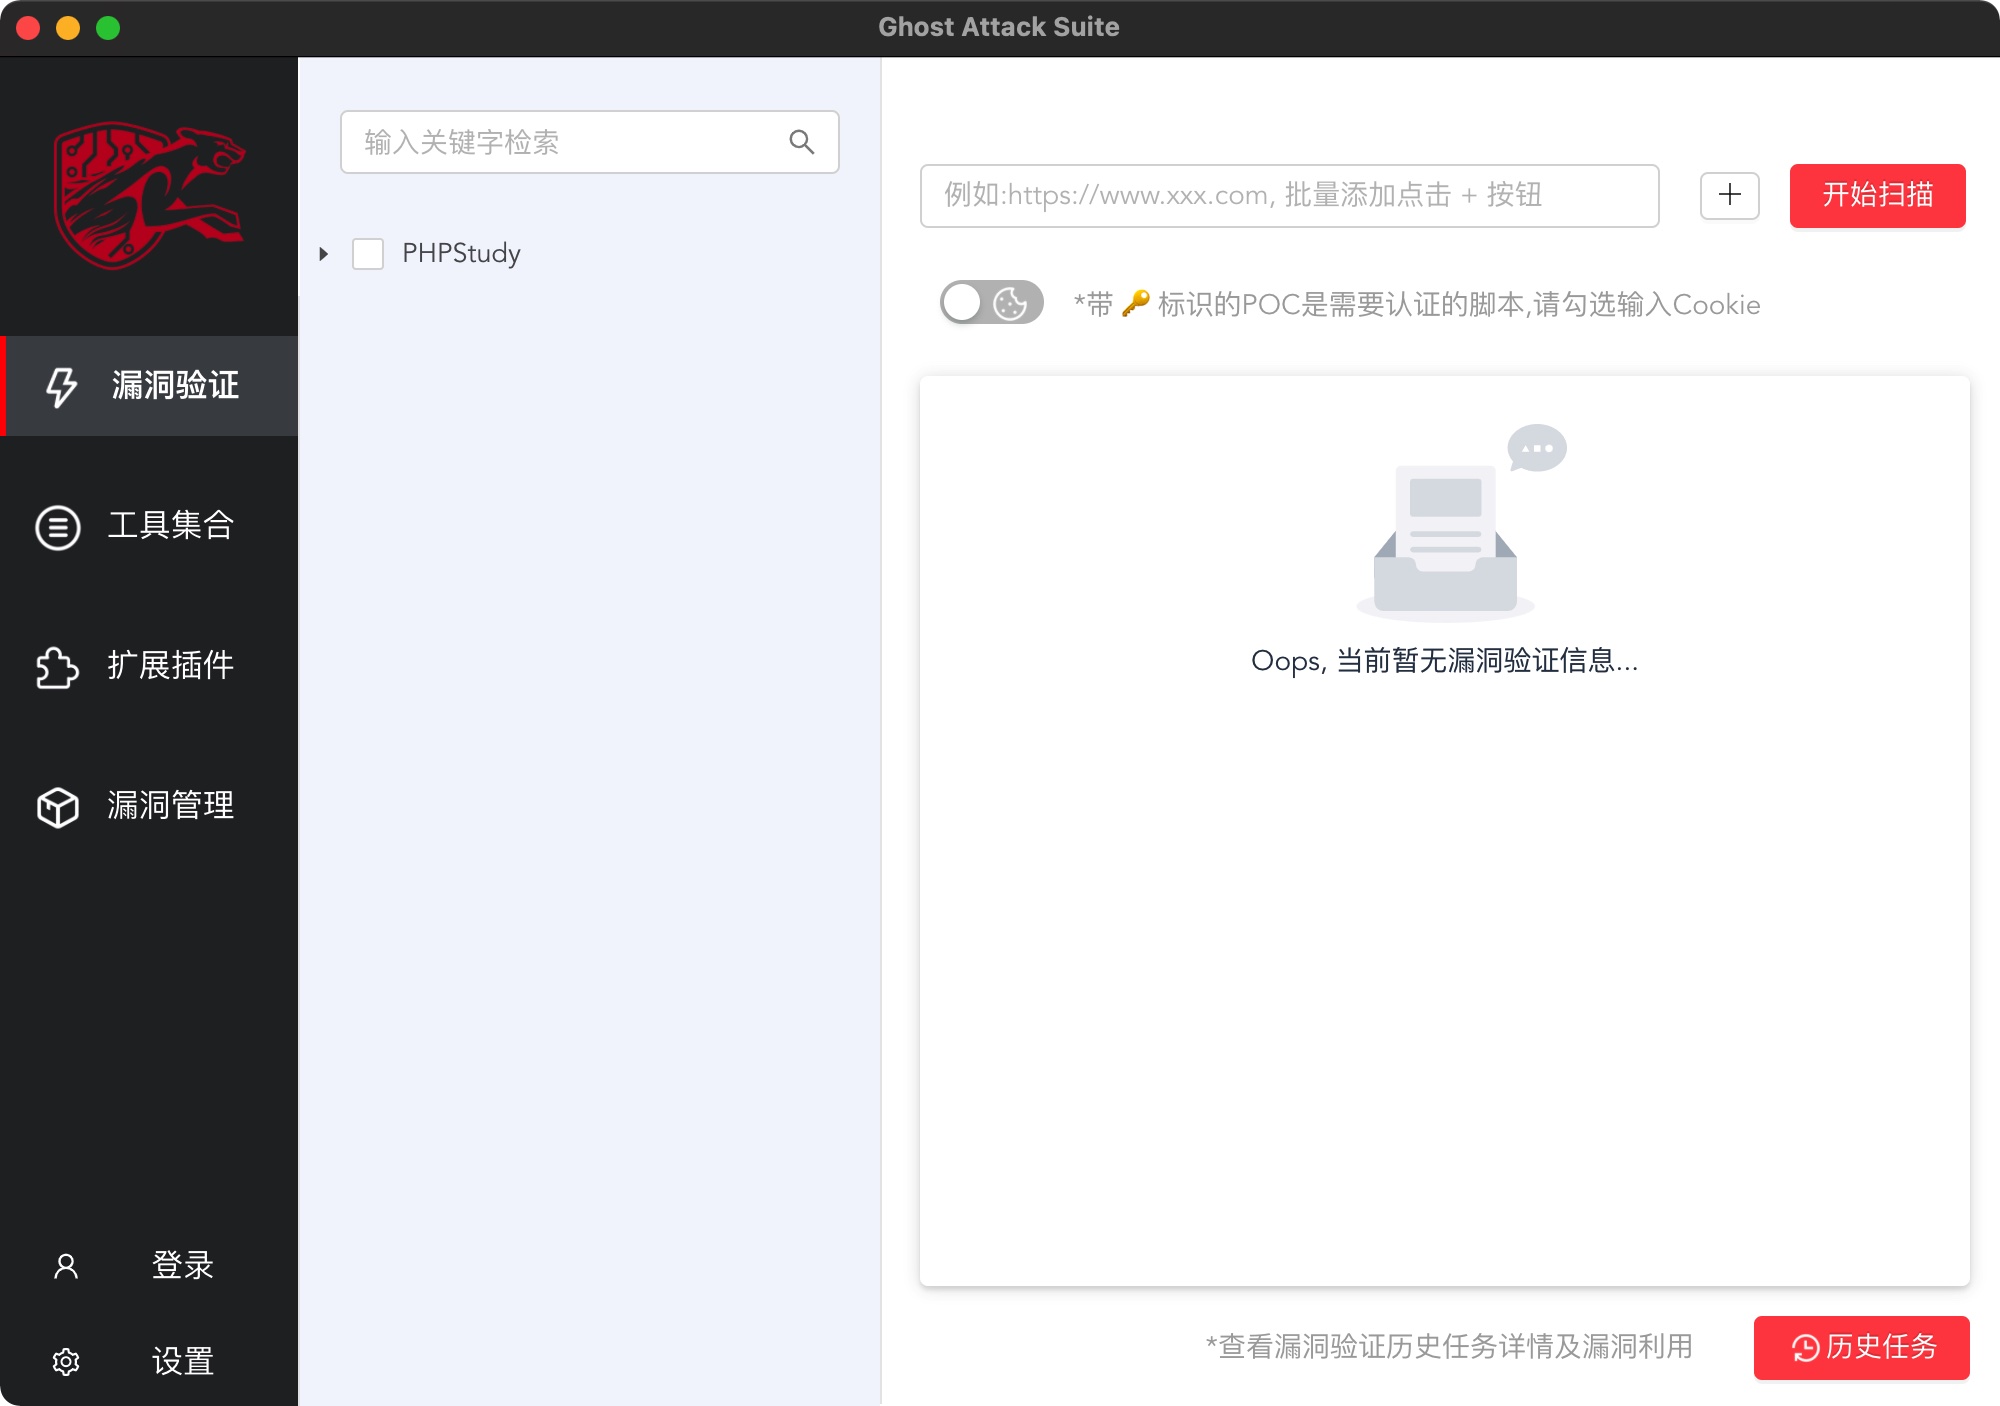 Ghost Attack Suite
漏洞验证
工具集合
扩展插件
漏洞管理
登录
设置
输入关键字检索
PHPStudy
例如:https://www.xxx.com, 批量添加点击 + 按钮
开始扫描
*带 🔑 标识的POC是需要认证的脚本,请勾选输入Cookie
Oops, 当前暂无漏洞验证信息...
*查看漏洞验证历史任务详情及漏洞利用
历史任务